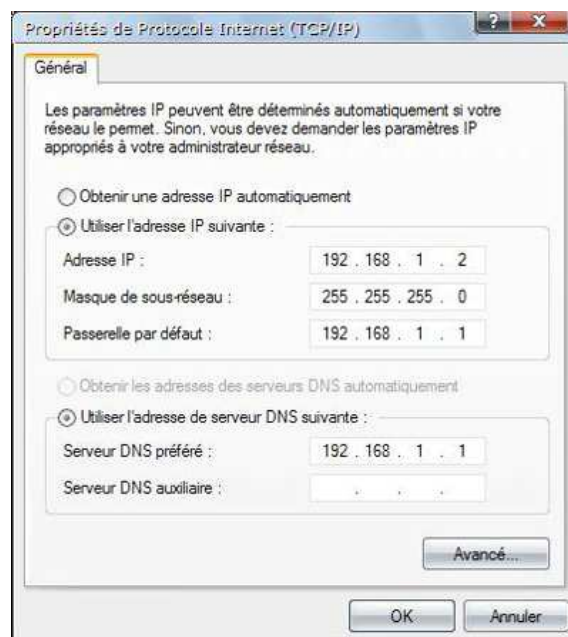 Propriétés de Protocole Internet (TCP/IP)
? X
Général
Les paramètres IP peuvent être déterminés automatiquement si votre
réseau le permet. Sinon, vous devez demander les paramètres IP
appropriés à votre administrateur réseau.
Obtenir une adresse IP automatiquement
Utiliser l'adresse IP suivante :
Adresse IP : 192 . 168 . 1 . 2
Masque de sous-réseau : 255 . 255 . 255 . 0
Passerelle par défaut : 192 . 168 . 1 . 1
Obtenir les adresses des serveurs DNS automatiquement
Utiliser l'adresse de serveur DNS suivante :
Serveur DNS préféré : 192 . 168 . 1 . 1
Serveur DNS auxiliaire : . . .
Avancé...
OK Annuler